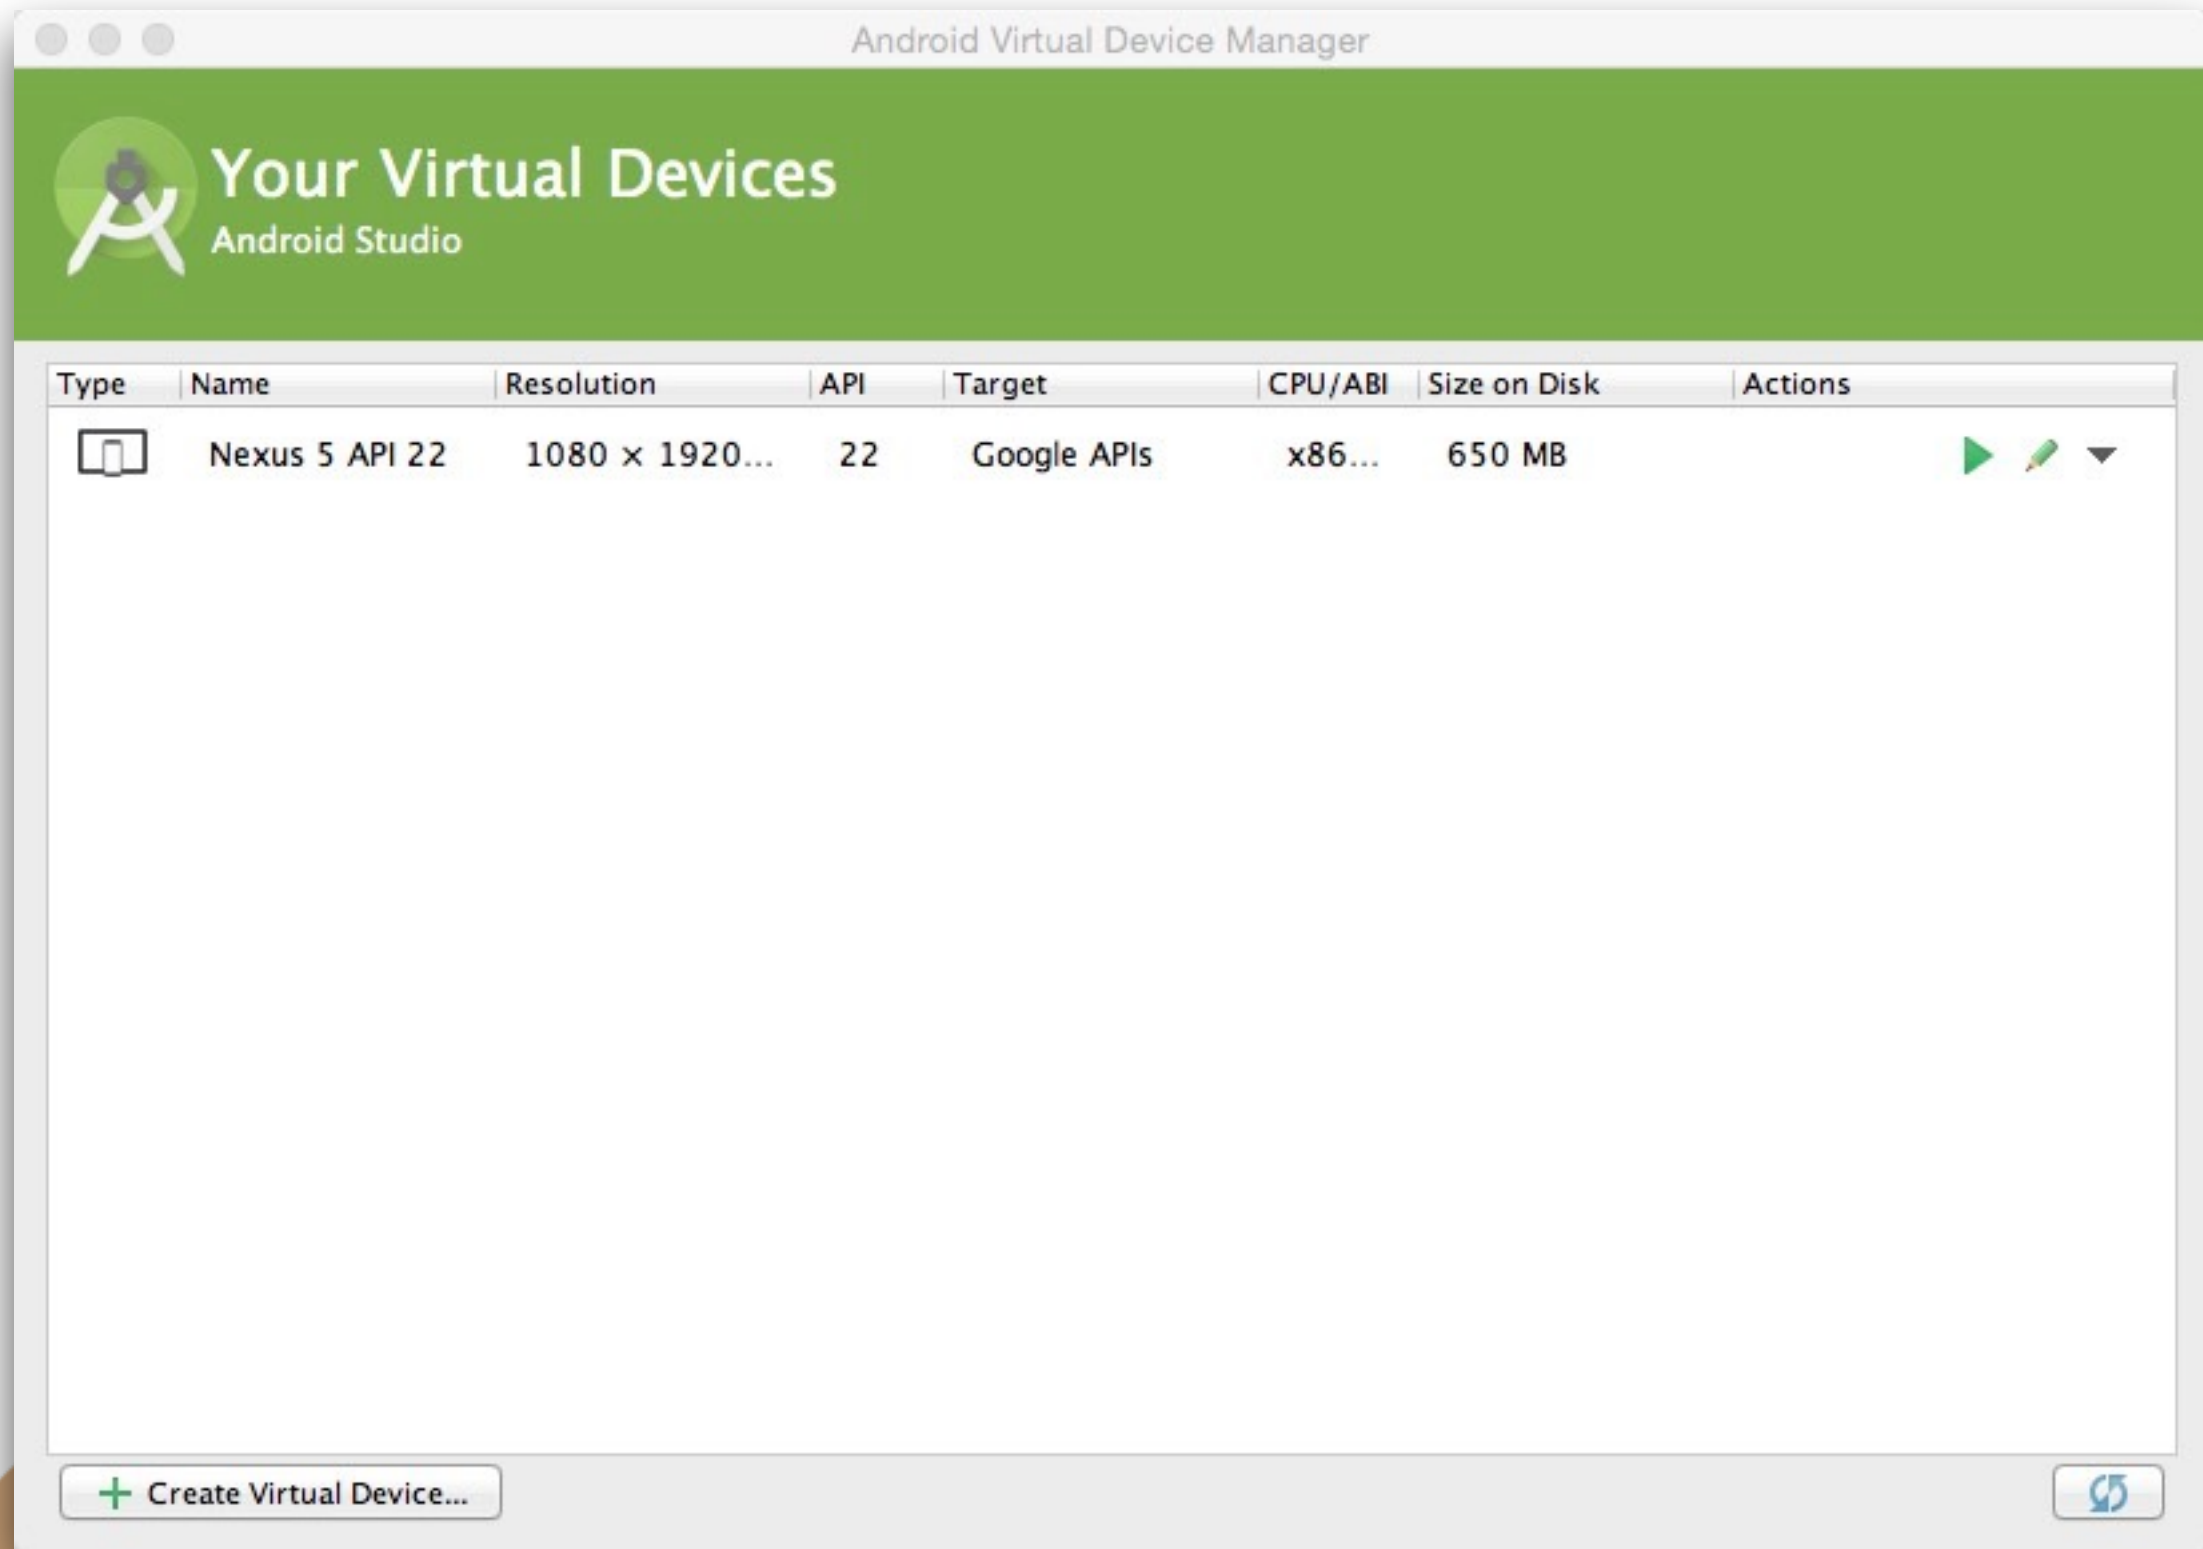 Android Virtual Device Manager
Your Virtual Devices
Android Studio
Type Name Resolution API Target CPU/ABI Size on Disk Actions
Nexus 5 API 22 1080 × 1920... 22 Google APIs x86... 650 MB
Create Virtual Device...